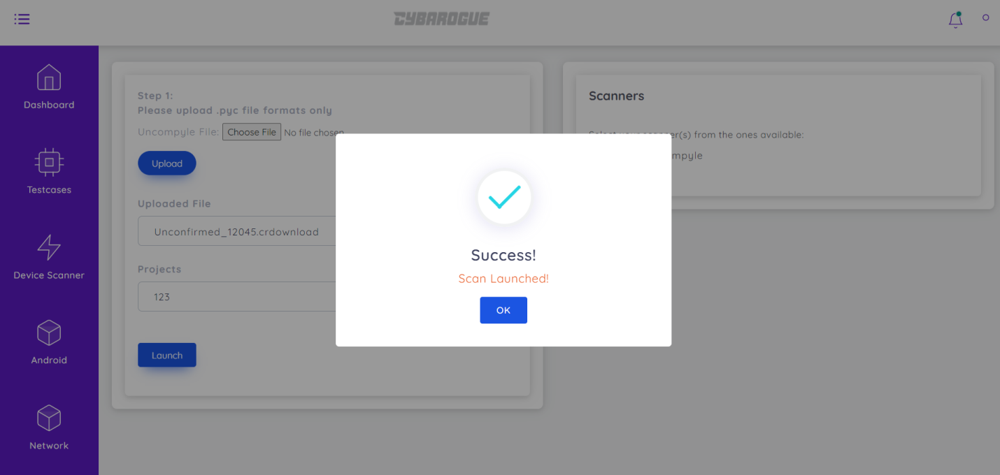 CYBAROGUE
Dashboard
Testcases
Device Scanner
Android
Network
Step 1:
Please upload .pyc file formats only
Uncompyle File: Choose File No file chosen
Upload
Uploaded File
Unconfirmed_12045.crdownload
Projects
123
Launch
Scanners
Select your scanner(s) from the ones available:
mpyle
Success!
Scan Launched!
OK